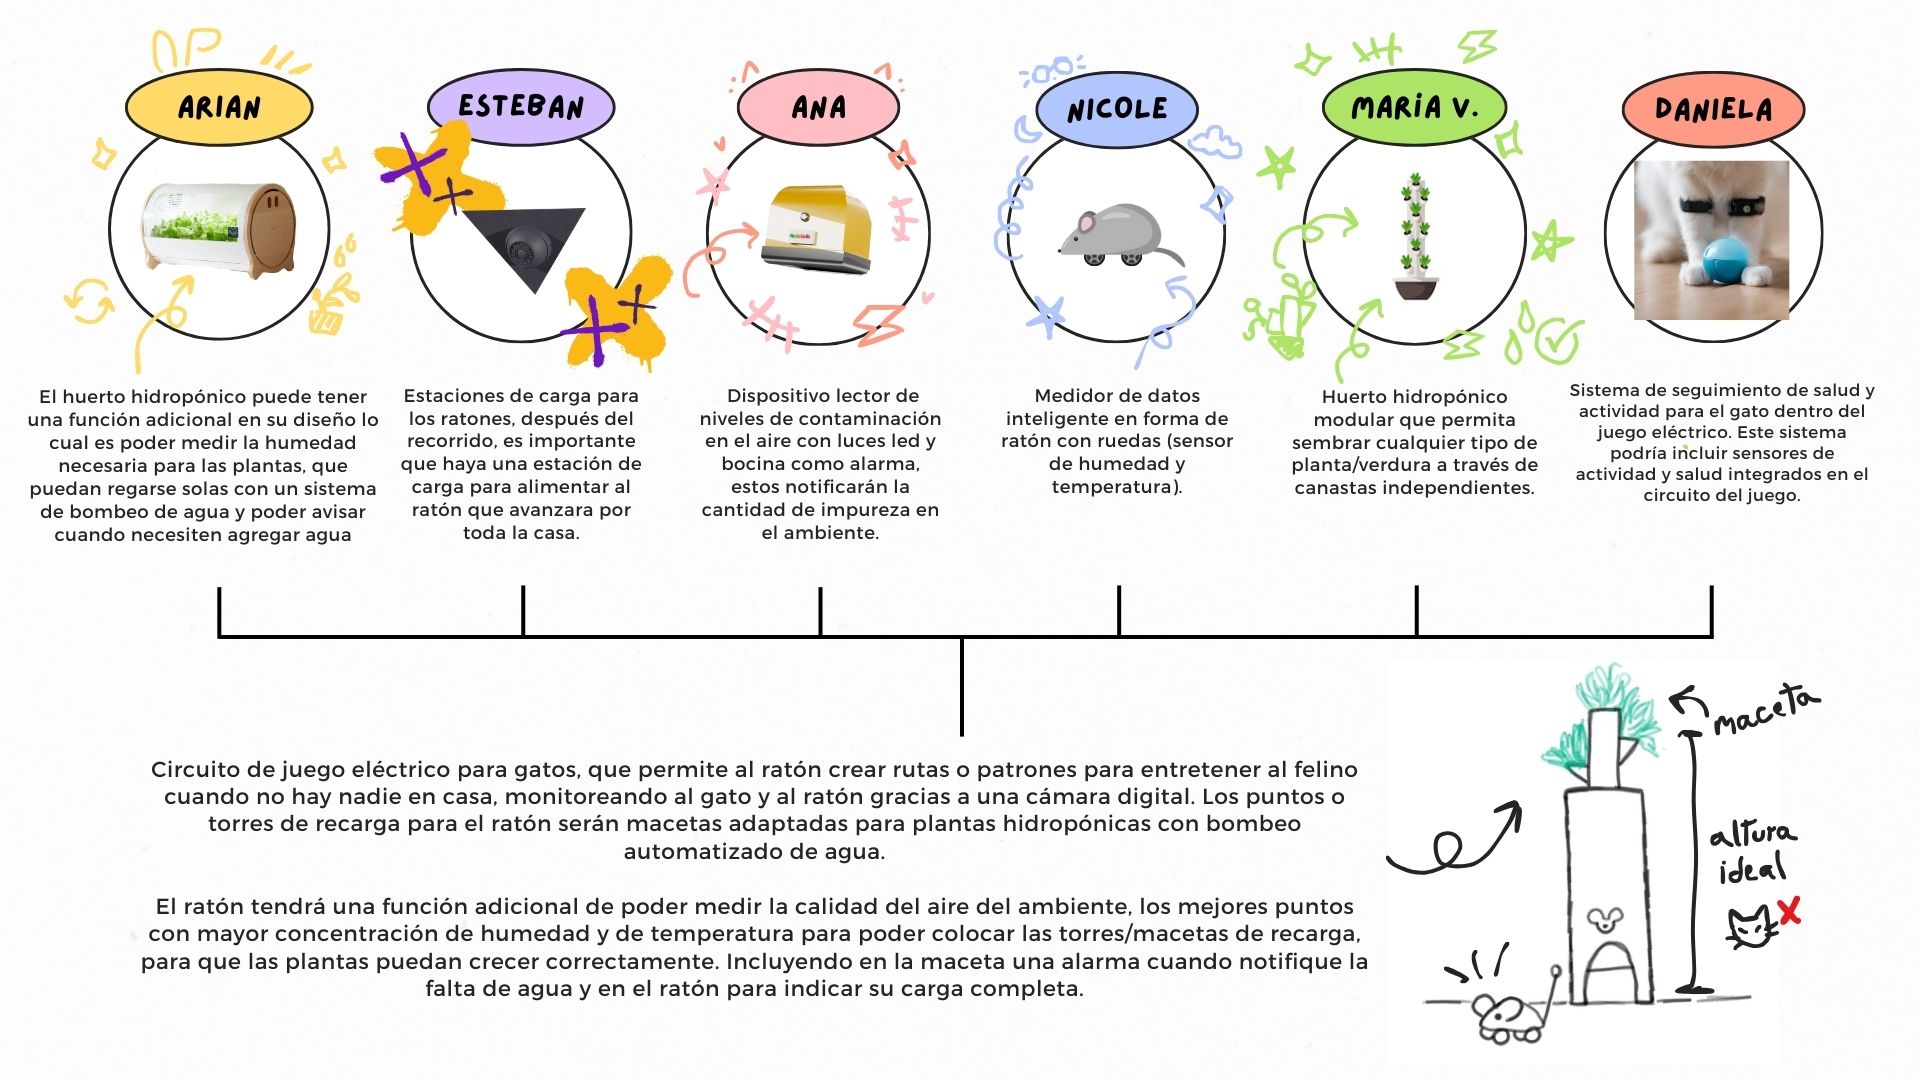 ARIAN
El huerto hidropónico puede tener
una función adicional en su diseño lo
cual es poder medir la humedad
necesaria para las plantas, que
puedan regarse solas con un sistema
de bombeo de agua y poder avisar
cuando necesiten agregar agua
ESTEBAN
Estaciones de carga para
los ratones, después del
recorrido, es importante
que haya una estación de
carga para alimentar al
ratón que avanzara por
toda la casa.
ANA
Dispositivo lector de
niveles de contaminación
en el aire con luces led y
bocina como alarma,
estos notificarán la
cantidad de impureza en
el ambiente.
NICOLE
Medidor de datos
inteligente en forma de
ratón con ruedas (sensor
de humedad y
temperatura).
MARÍA V.
Huerto hidropónico
modular que permita
sembrar cualquier tipo de
planta/verdura a través de
canastas independientes.
DANIELA
Sistema de seguimiento de salud y
actividad para el gato dentro del
juego eléctrico. Este sistema
podría incluir sensores de
actividad y salud integrados en el
circuito del juego.
Circuito de juego eléctrico para gatos, que permite al ratón crear rutas o patrones para entretener al felino
cuando no hay nadie en casa, monitoreando al gato y al ratón gracias a una cámara digital. Los puntos o
torres de recarga para el ratón serán macetas adaptadas para plantas hidropónicas con bombeo
automatizado de agua.
El ratón tendrá una función adicional de poder medir la calidad del aire del ambiente, los mejores puntos
con mayor concentración de humedad y de temperatura para poder colocar las torres/macetas de recarga,
para que las plantas puedan crecer correctamente. Incluyendo en la maceta una alarma cuando notifique la
falta de agua y en el ratón para indicar su carga completa.
maceta
altura
ideal